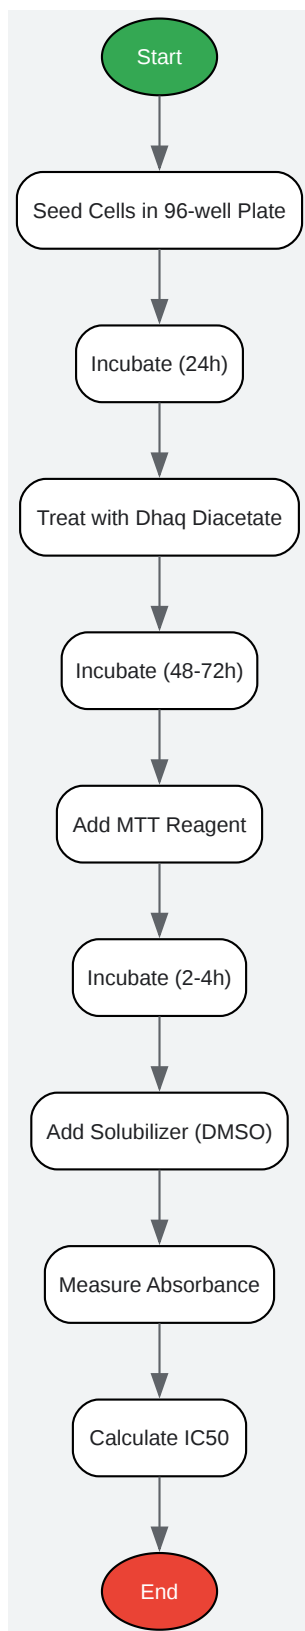 Start
Seed Cells in 96-well Plate
Incubate (24h)
Treat with Dhaq Diacetate
Incubate (48-72h)
Add MTT Reagent
Incubate (2-4h)
Add Solubilizer (DMSO)
Measure Absorbance
Calculate IC50
End